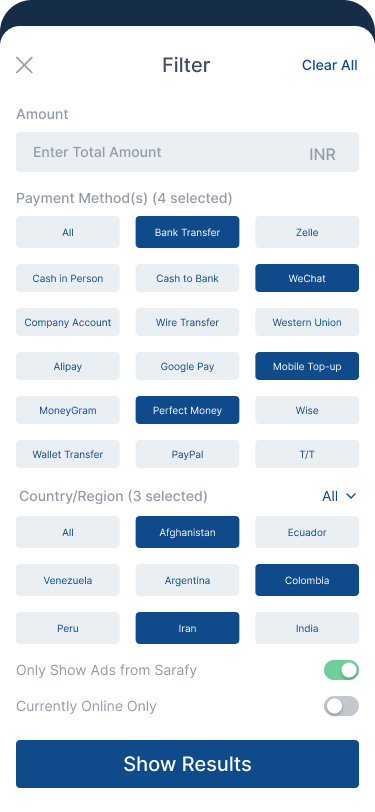 Filter Clear All
Amount
Enter Total Amount INR
Payment Method(s) (4 selected)
All Bank Transfer Zelle
Cash in Person Cash to Bank WeChat
Company Account Wire Transfer Western Union
Alipay Google Pay Mobile Top-up
MoneyGram Perfect Money Wise
Wallet Transfer PayPal T/T
Country/Region (3 selected) All
All Afghanistan Ecuador
Venezuela Argentina Colombia
Peru Iran India
Only Show Ads from Sarafy
Currently Online Only
Show Results